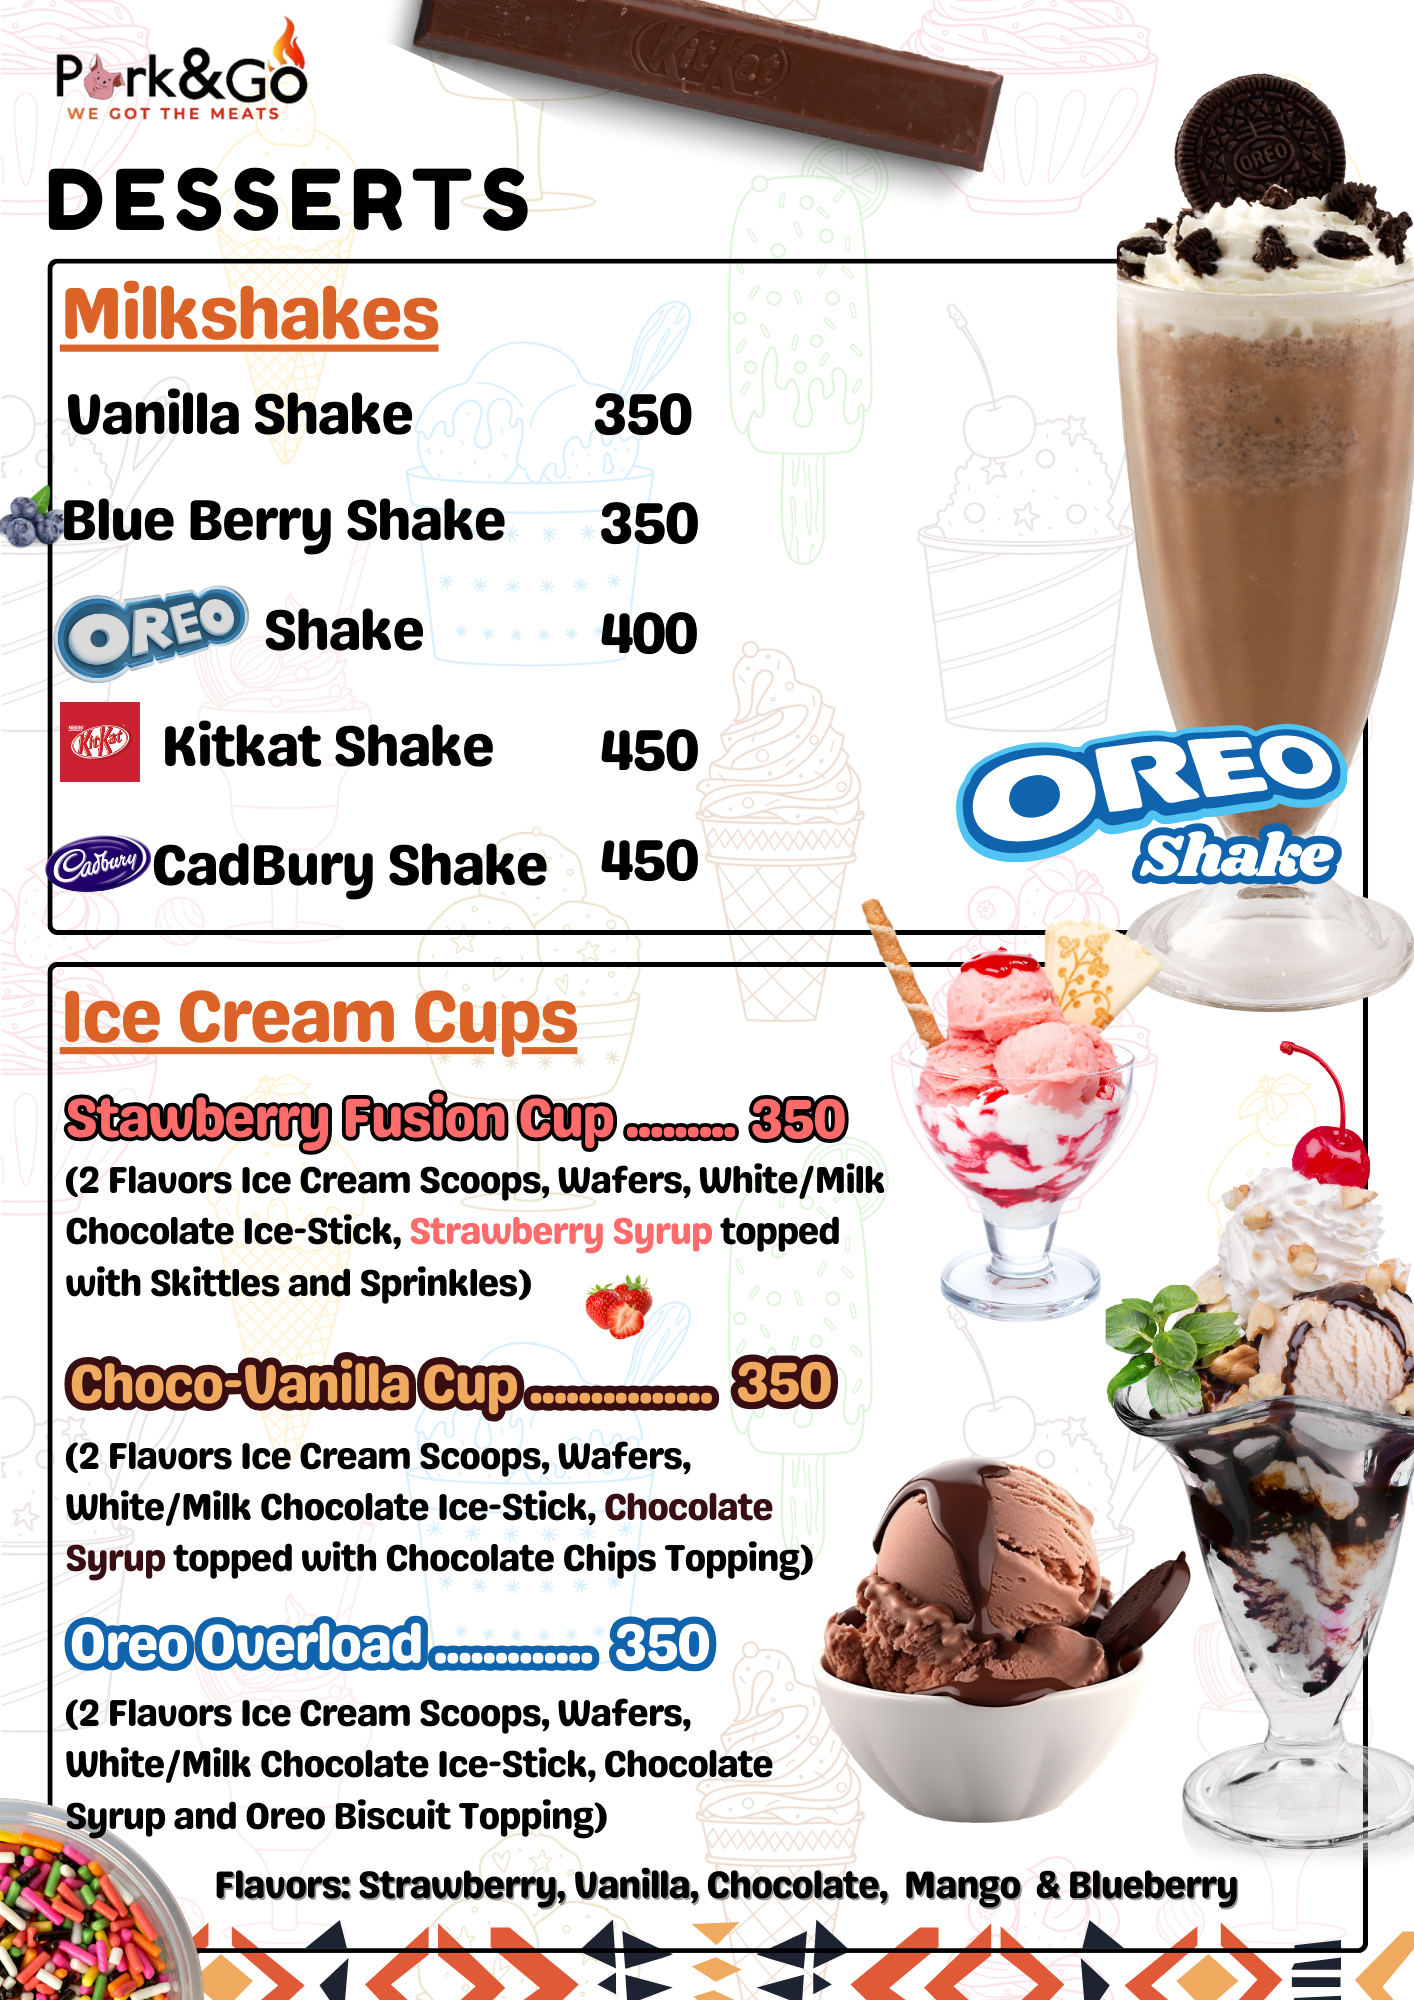 Pork&Go
WE GOT THE MEATS
KitKat
OREO
DESSERTS
Milkshakes
Vanilla Shake 350
Blue Berry Shake 350
OREO Shake 400
KitKat Kitkat Shake 450
Cadbury CadBury Shake 450
OREO
Shake
Ice Cream Cups
Stawberry Fusion Cup ......... 350
(2 Flavors Ice Cream Scoops, Wafers, White/Milk
Chocolate Ice-Stick, Strawberry Syrup topped
with Skittles and Sprinkles)
Choco-Vanilla Cup ............... 350
(2 Flavors Ice Cream Scoops, Wafers,
White/Milk Chocolate Ice-Stick, Chocolate
Syrup topped with Chocolate Chips Topping)
Oreo Overload ............. 350
(2 Flavors Ice Cream Scoops, Wafers,
White/Milk Chocolate Ice-Stick, Chocolate
Syrup and Oreo Biscuit Topping)
Flavors: Strawberry, Vanilla, Chocolate, Mango & Blueberry